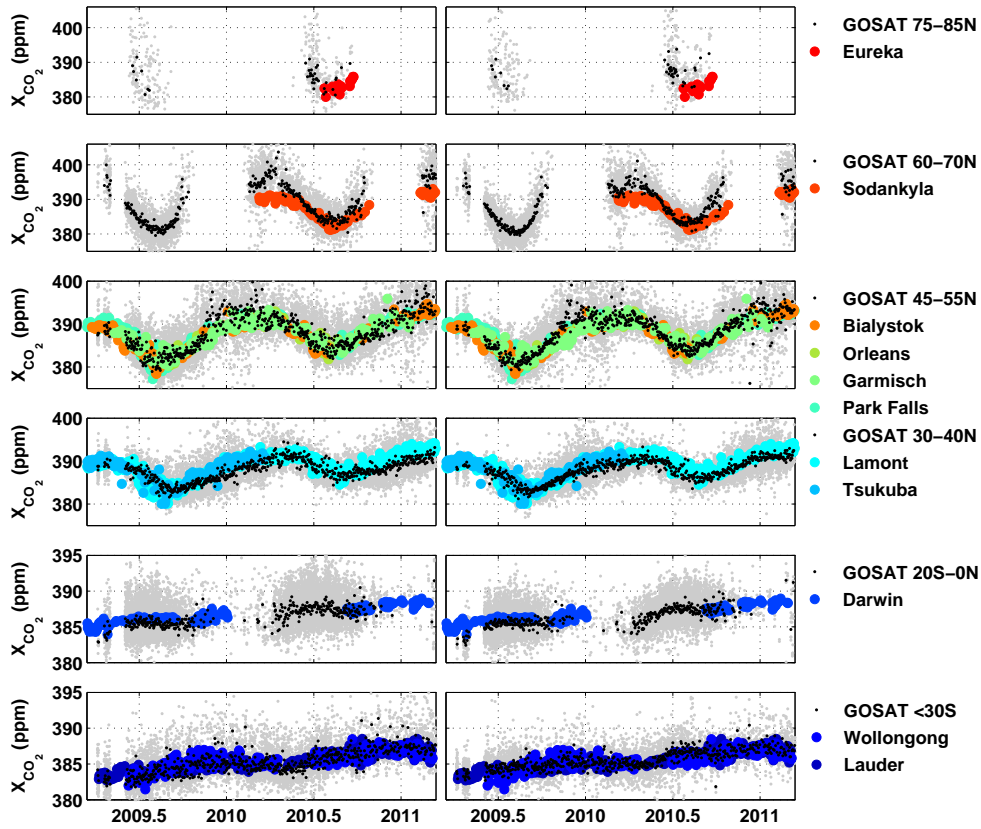 400
390
380
X_CO2 (ppm)
GOSAT 75−85N
Eureka
400
390
380
X_CO2 (ppm)
GOSAT 60−70N
Sodankyla
400
390
380
X_CO2 (ppm)
GOSAT 45−55N
Bialystok
Orleans
Garmisch
Park Falls
400
390
380
X_CO2 (ppm)
GOSAT 30−40N
Lamont
Tsukuba
395
390
385
380
X_CO2 (ppm)
GOSAT 20S−0N
Darwin
395
390
385
380
X_CO2 (ppm)
GOSAT <30S
Wollongong
Lauder
2009.5 2010 2010.5 2011 2009.5 2010 2010.5 2011